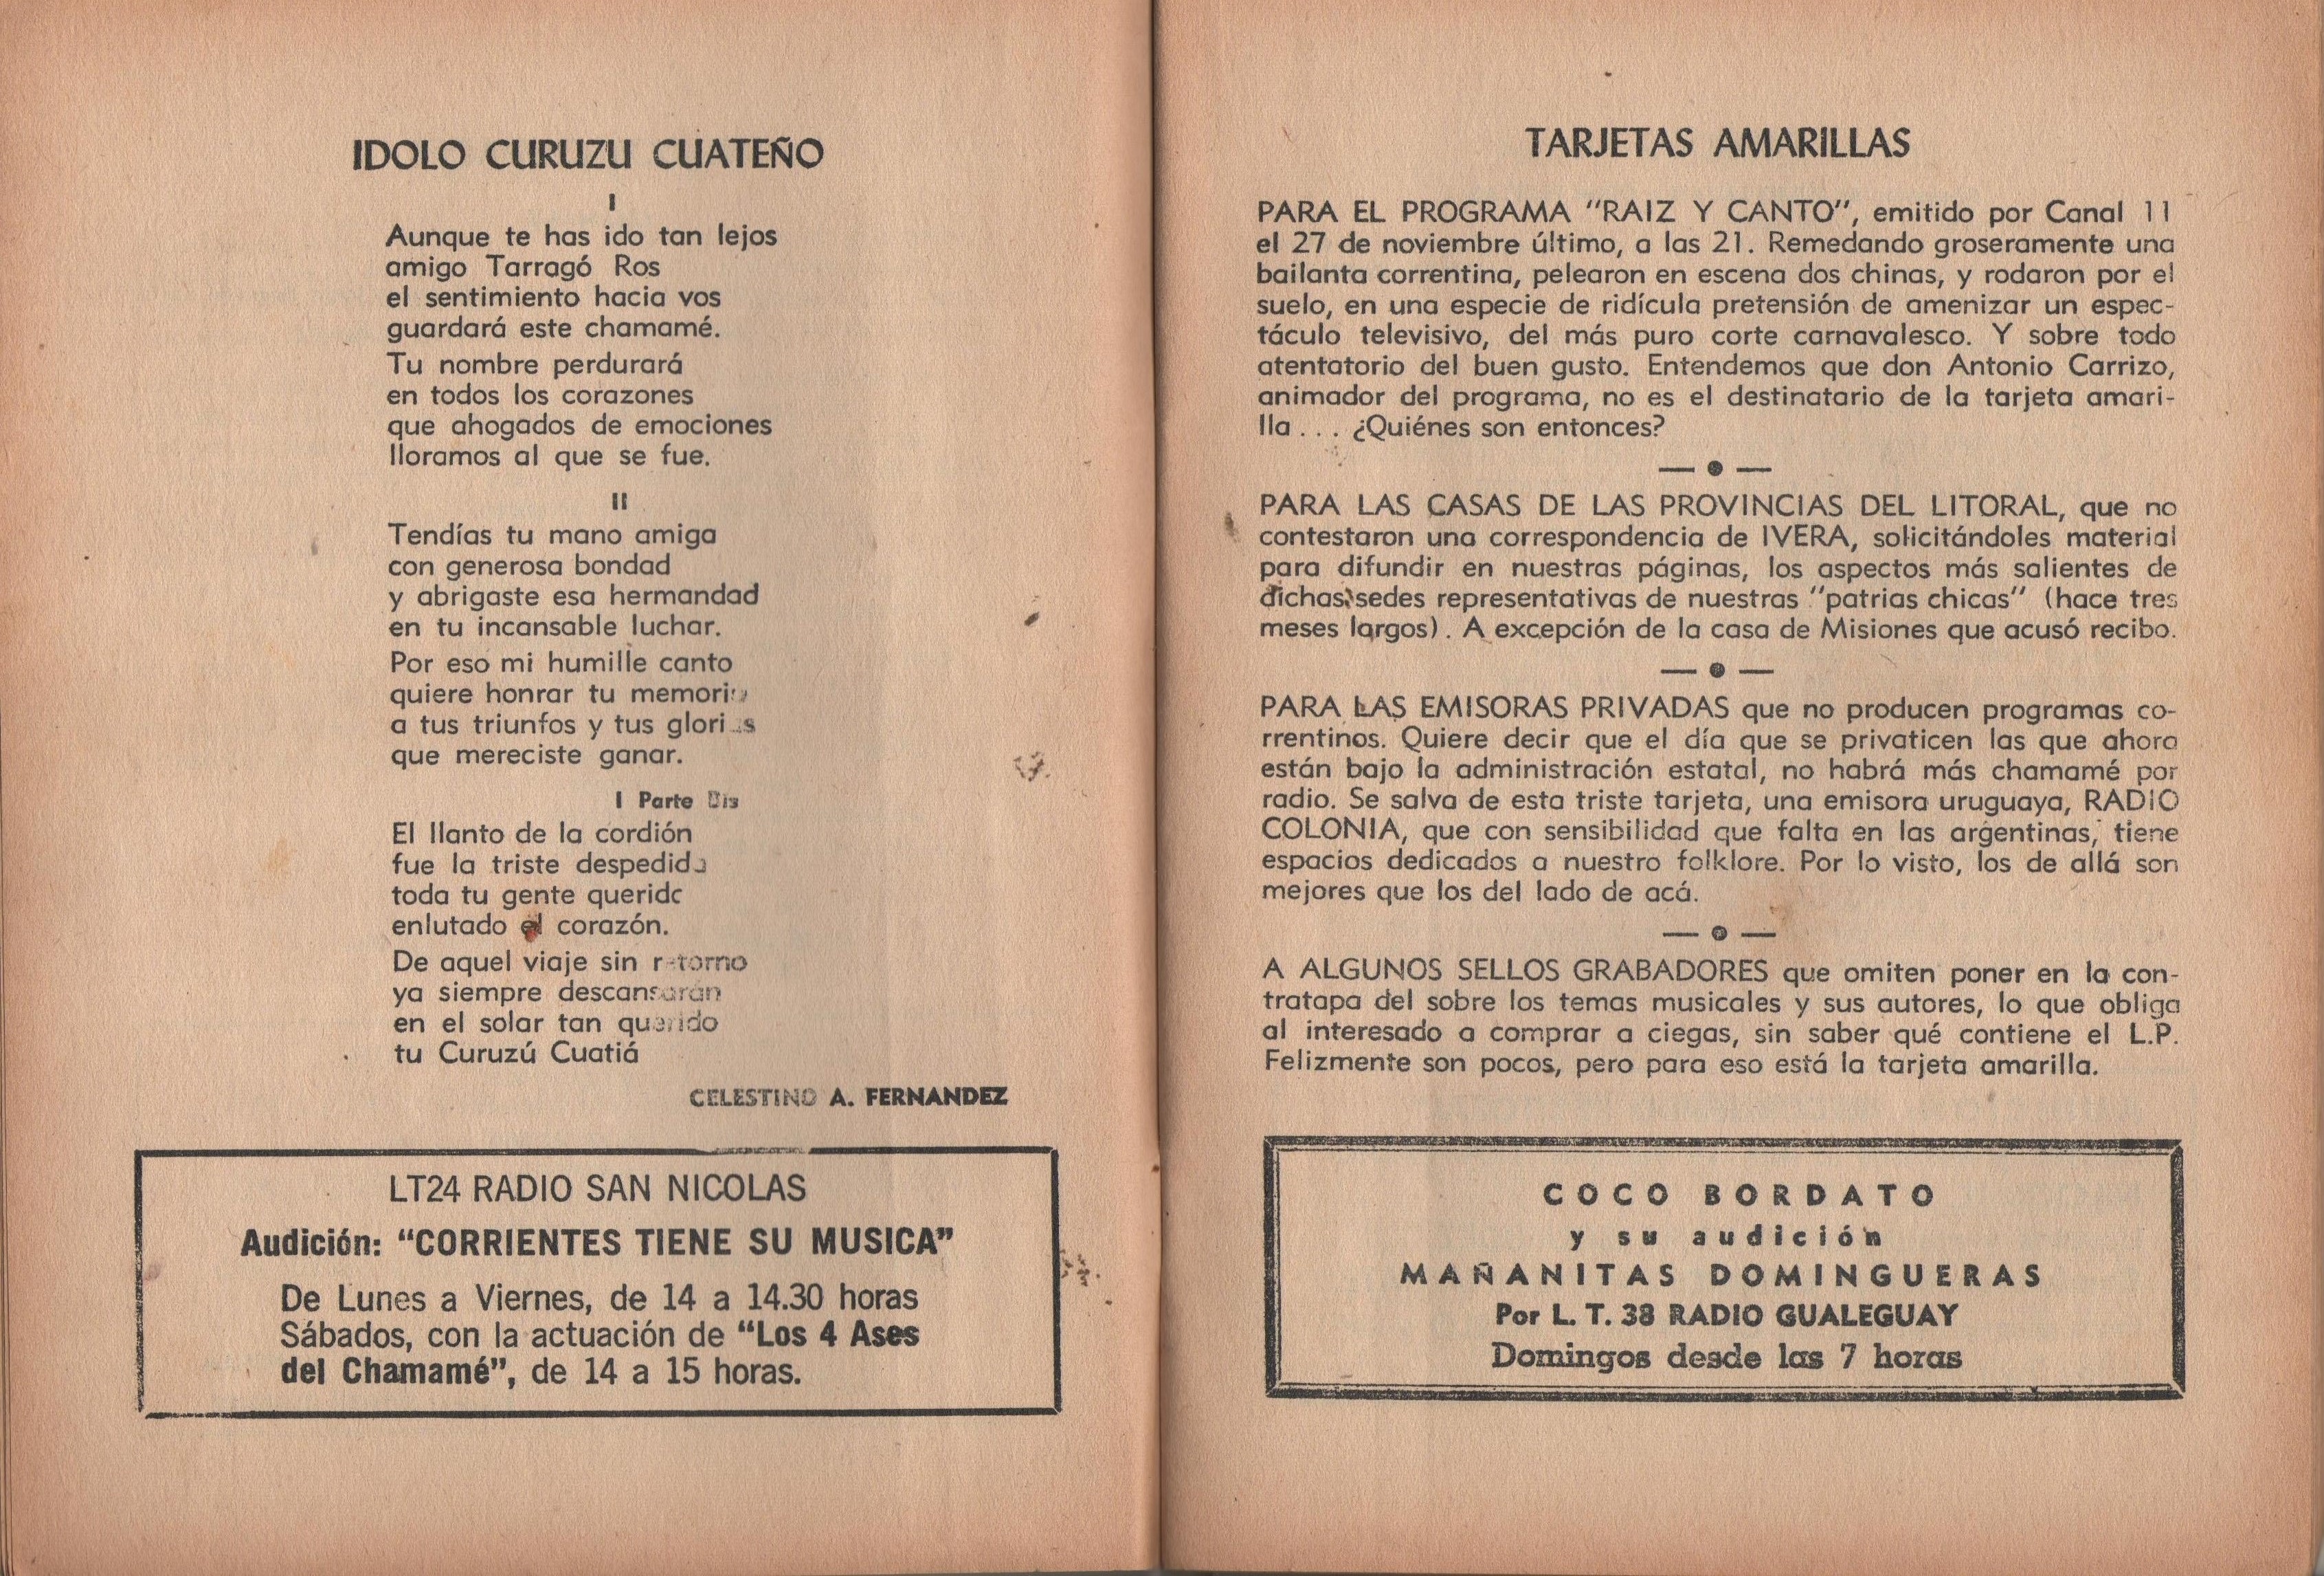 IDOLO CURUZU CUATEÑO
I
Aunque te has ido tan lejos
amigo Tarragó Ros
el sentimiento hacia vos
guardará este chamamé.
Tu nombre perdurará
en todos los corazones
que ahogados de emociones
lloramos al que se fue.
II
Tendías tu mano amiga
con generosa bondad
y abrigaste esa hermandad
en tu incansable luchar.
Por eso mi humille canto
quiere honrar tu memoria
a tus triunfos y tus glorias
que mereciste ganar.
I Parte Bis
El llanto de la cordión
fue la triste despedida
toda tu gente querida
enlutado el corazón.
De aquel viaje sin retorno
ya siempre descansarán
en el solar tan querido
tu Curuzú Cuatiá
CELESTINO A. FERNANDEZ
LT24 RADIO SAN NICOLAS
Audición: "CORRIENTES TIENE SU MUSICA"
De Lunes a Viernes, de 14 a 14.30 horas
Sábados, con la actuación de "Los 4 Ases
del Chamamé", de 14 a 15 horas.
TARJETAS AMARILLAS
PARA EL PROGRAMA "RAIZ Y CANTO", emitido por Canal 11
el 27 de noviembre último, a las 21. Remedando groseramente una
bailanta correntina, pelearon en escena dos chinas, y rodaron por el
suelo, en una especie de ridícula pretensión de amenizar un espec-
táculo televisivo, del más puro corte carnavalesco. Y sobre todo
atentatorio del buen gusto. Entendemos que don Antonio Carrizo,
animador del programa, no es el destinatario de la tarjeta amari-
lla . . . ¿Quiénes son entonces?
PARA LAS CASAS DE LAS PROVINCIAS DEL LITORAL, que no
contestaron una correspondencia de IVERA, solicitándoles material
para difundir en nuestras páginas, los aspectos más salientes de
dichas sedes representativas de nuestras "patrias chicas" (hace tres
meses largos). A excepción de la casa de Misiones que acusó recibo.
PARA LAS EMISORAS PRIVADAS que no producen programas co-
rrentinos. Quiere decir que el día que se privaticen las que ahora
están bajo la administración estatal, no habrá más chamamé por
radio. Se salva de esta triste tarjeta, una emisora uruguaya, RADIO
COLONIA, que con sensibilidad que falta en las argentinas, tiene
espacios dedicados a nuestro folklore. Por lo visto, los de allá son
mejores que los del lado de acá.
A ALGUNOS SELLOS GRABADORES que omiten poner en la con-
tratapa del sobre los temas musicales y sus autores, lo que obliga
al interesado a comprar a ciegas, sin saber qué contiene el L.P.
Felizmente son pocos, pero para eso está la tarjeta amarilla.
COCO BORDATO
y su audición
MAÑANITAS DOMINGUERAS
Por L. T. 38 RADIO GUALEGUAY
Domingos desde las 7 horas